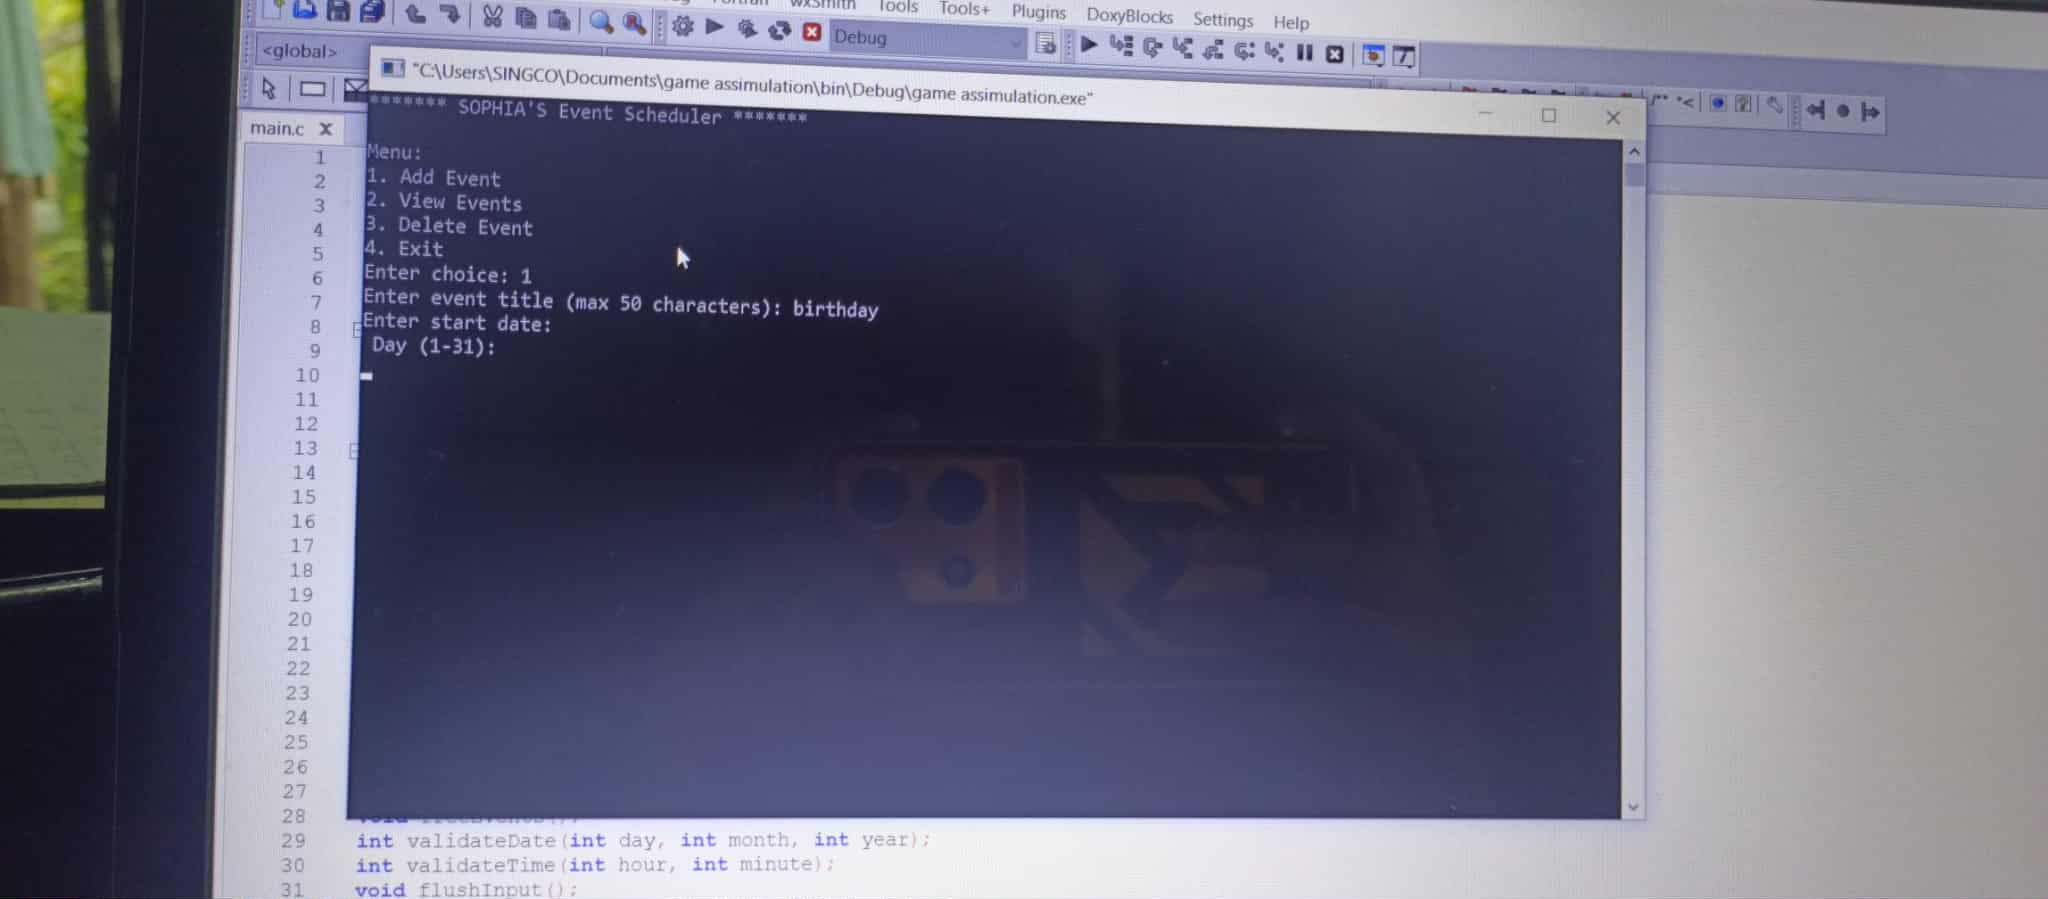 wxSmith Tools Tools+ Plugins DoxyBlocks Settings Help
Debug
<global>
"C:\Users\SINGCO\Documents\game assimulation\bin\Debug\game assimulation.exe"
******* SOPHIA'S Event Scheduler *******
main.c X
Menu:
1. Add Event
2. View Events
3. Delete Event
4. Exit
Enter choice: 1
Enter event title (max 50 characters): birthday
Enter start date:
Day (1-31):
1
2
3
4
5
6
7
8
9
10
11
12
13
14
15
16
17
18
19
20
21
22
23
24
25
26
27
28 void
29 int validateDate(int day, int month, int year);
30 int validateTime(int hour, int minute);
31 void flushInput();